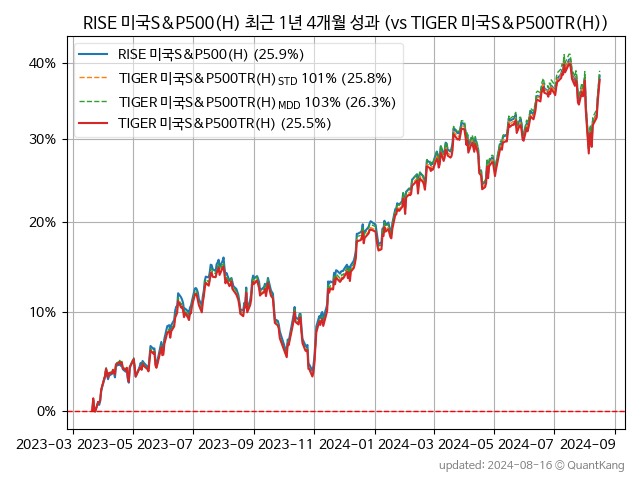 RISE 미국S&P500(H) 최근 1년 4개월 성과 (vs TIGER 미국S&P500TR(H))
RISE 미국S&P500(H) (25.9%)
TIGER 미국S&P500TR(H) STD 101% (25.8%)
TIGER 미국S&P500TR(H) MDD 103% (26.3%)
TIGER 미국S&P500TR(H) (25.5%)
40%
30%
20%
10%
0%
2023-03 2023-05 2023-07 2023-09 2023-11 2024-01 2024-03 2024-05 2024-07 2024-09
updated: 2024-08-16 © QuantKang